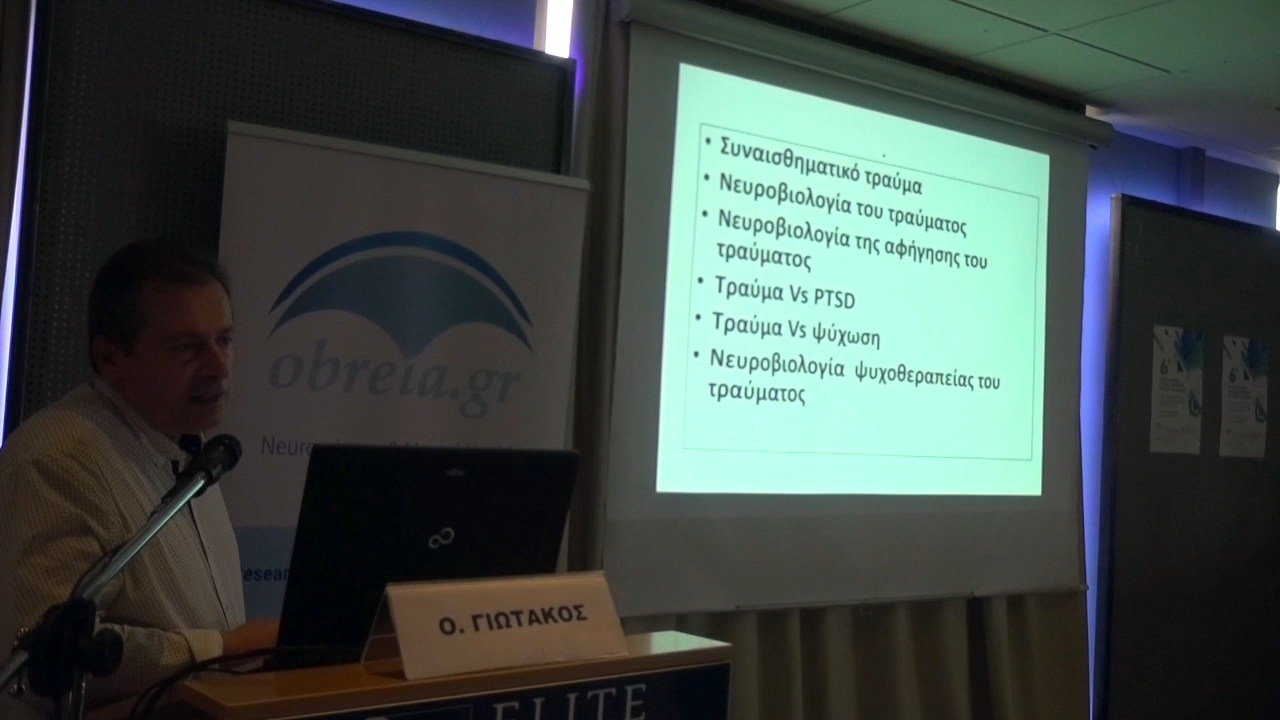 • Συναισθηματικό τραύμα
• Νευροβιολογία του τραύματος
• Νευροβιολογία της αφήγησης του
τραύματος
• Τραύμα Vs PTSD
• Τραύμα Vs ψύχωση
• Νευροβιολογία ψυχοθεραπείας του
τραύματος
obreia.gr
Ο. ΓΙΩΤΑΚΟΣ
ELITE